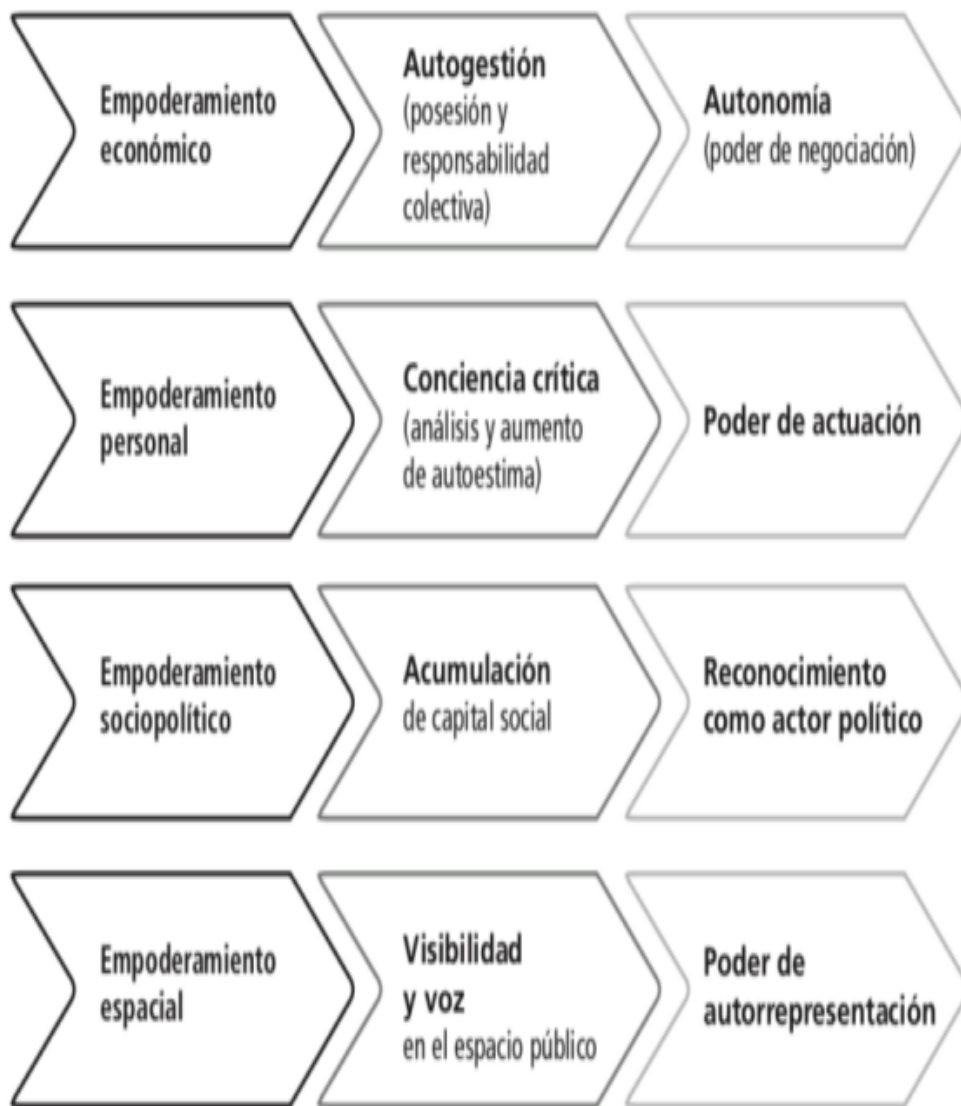 Empoderamiento
económico
Autogestión
(posesión y
responsabilidad
colectiva)
Autonomía
(poder de negociación)
Empoderamiento
personal
Conciencia crítica
(análisis y aumento
de autoestima)
Poder de actuación
Empoderamiento
sociopolítico
Acumulación
de capital social
Reconocimiento
como actor político
Empoderamiento
espacial
Visibilidad
y voz
en el espacio público
Poder de
autorrepresentación